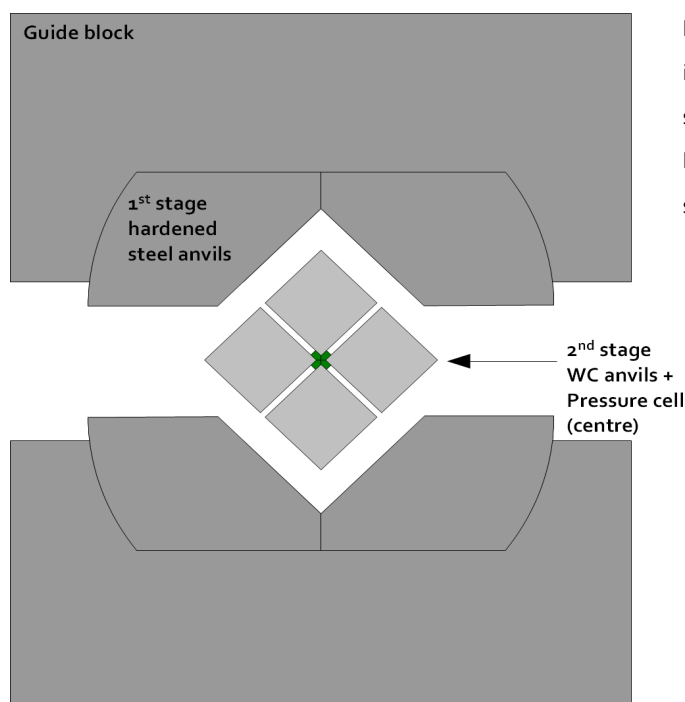 Guide block
1st stage
hardened
steel anvils
2nd stage
WC anvils +
Pressure cell
(centre)